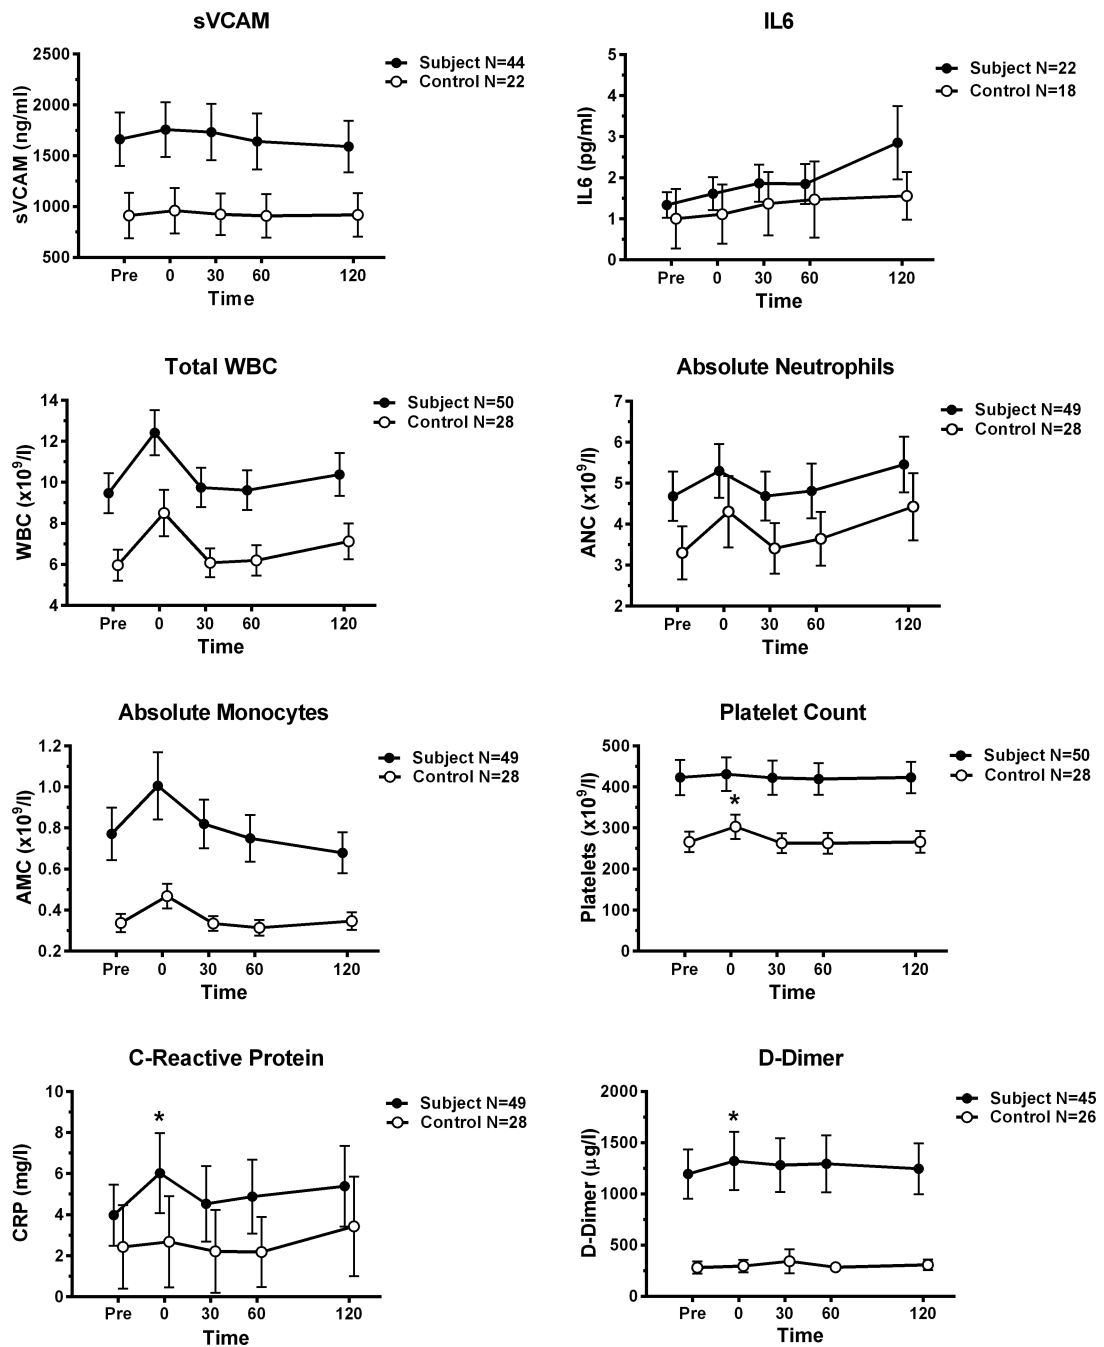 sVCAM
2500
2000
1500
1000
500
sVCAM (ng/ml)
Pre 0 30 60 120
Time
Subject N=44
Control N=22
IL6
5
4
3
2
1
0
IL6 (pg/ml)
Pre 0 30 60 120
Time
Subject N=22
Control N=18
Total WBC
14
12
10
8
6
4
WBC (x10⁹/l)
Pre 0 30 60 120
Time
Subject N=50
Control N=28
Absolute Neutrophils
7
6
5
4
3
2
ANC (x10⁹/l)
Pre 0 30 60 120
Time
Subject N=49
Control N=28
Absolute Monocytes
1.2
1.0
0.8
0.6
0.4
0.2
AMC (x10⁹/l)
Pre 0 30 60 120
Time
Subject N=49
Control N=28
Platelet Count
500
400
300
200
100
0
Platelets (x10⁹/l)
*
Pre 0 30 60 120
Time
Subject N=50
Control N=28
C-Reactive Protein
10
8
6
4
2
0
CRP (mg/l)
*
Pre 0 30 60 120
Time
Subject N=49
Control N=28
D-Dimer
2000
1500
1000
500
0
D-Dimer (µg/l)
*
Pre 0 30 60 120
Time
Subject N=45
Control N=26